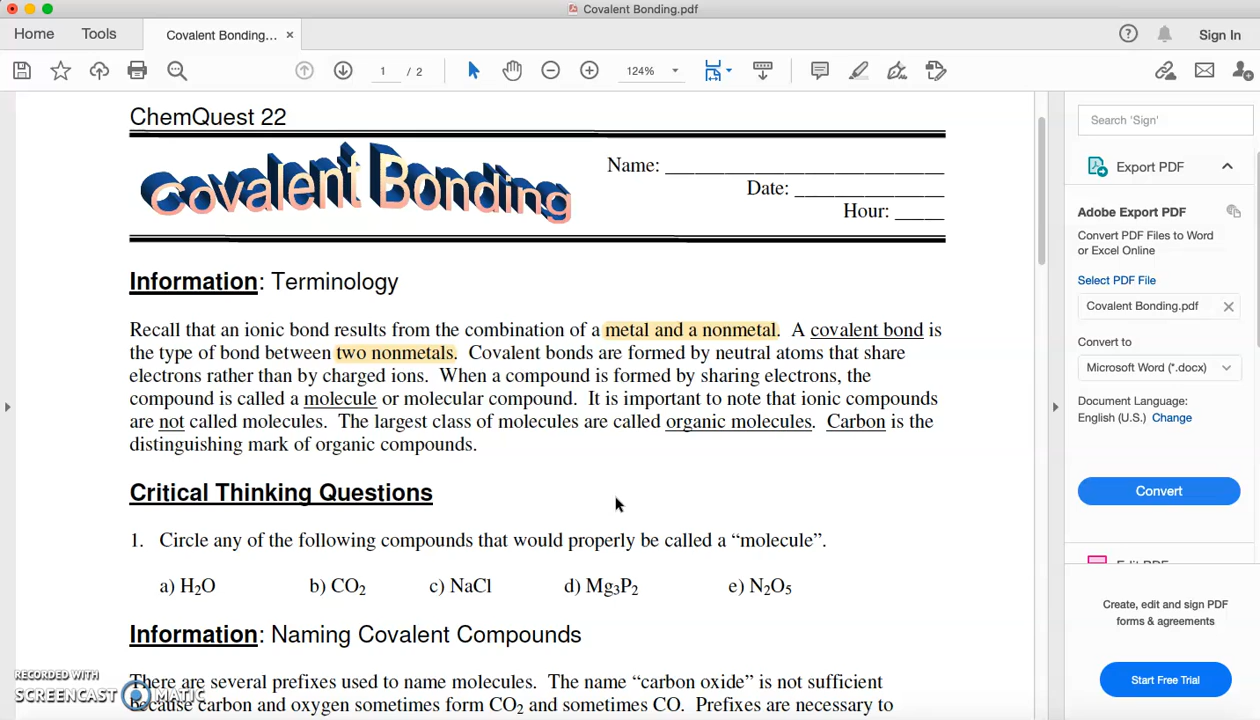 Covalent Bonding.pdf
Home Tools Covalent Bonding... × Sign In
1 / 2 124%
ChemQuest 22
Covalent Bonding
Name: ____________________________
Date: _______________
Hour: _____
Information: Terminology
Recall that an ionic bond results from the combination of a metal and a nonmetal. A covalent bond is
the type of bond between two nonmetals. Covalent bonds are formed by neutral atoms that share
electrons rather than by charged ions. When a compound is formed by sharing electrons, the
compound is called a molecule or molecular compound. It is important to note that ionic compounds
are not called molecules. The largest class of molecules are called organic molecules. Carbon is the
distinguishing mark of organic compounds.
Critical Thinking Questions
1. Circle any of the following compounds that would properly be called a “molecule”.
a) H₂O b) CO₂ c) NaCl d) Mg₃P₂ e) N₂O₅
Information: Naming Covalent Compounds
There are several prefixes used to name molecules. The name “carbon oxide” is not sufficient
because carbon and oxygen sometimes form CO₂ and sometimes CO. Prefixes are necessary to
Search 'Sign'
Export PDF
Adobe Export PDF
Convert PDF Files to Word
or Excel Online
Select PDF File
Covalent Bonding.pdf
Convert to
Microsoft Word (*.docx)
Document Language:
English (U.S.) Change
Convert
Create, edit and sign PDF
forms & agreements
Start Free Trial
RECORDED WITH
SCREENCAST MATIC